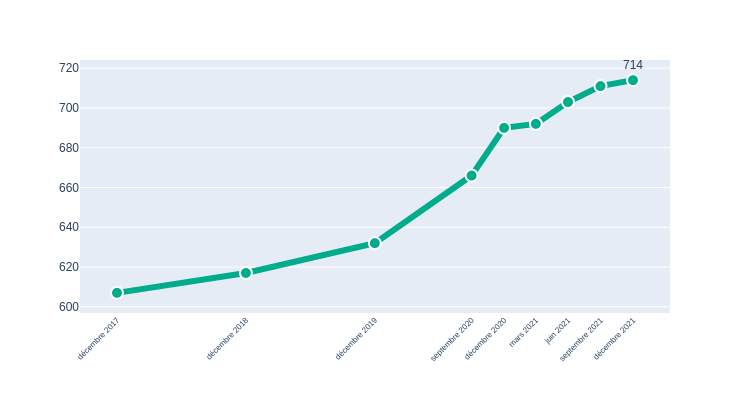 714
720
700
680
660
640
620
600
décembre 2017
décembre 2018
décembre 2019
septembre 2020
décembre 2020
mars 2021
juin 2021
septembre 2021
décembre 2021